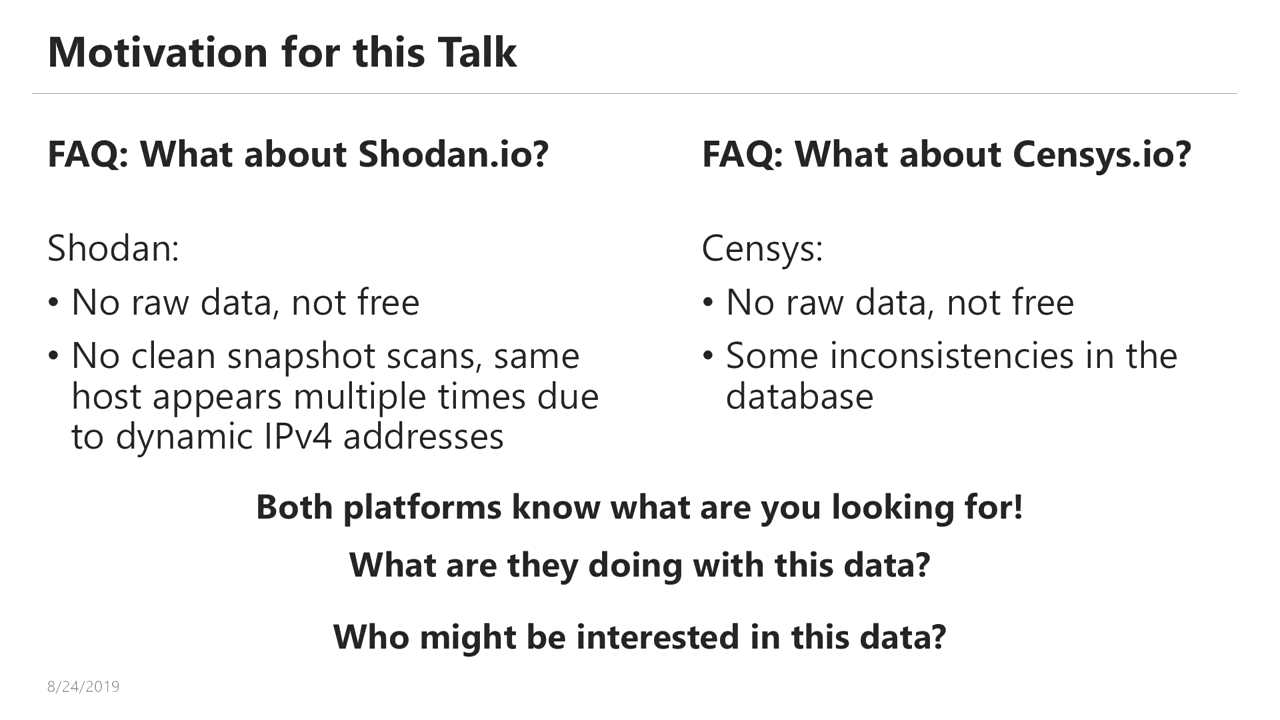 Motivation for this Talk
FAQ: What about Shodan.io?
Shodan:
• No raw data, not free
• No clean snapshot scans, same
host appears multiple times due
to dynamic IPv4 addresses
FAQ: What about Censys.io?
Censys:
• No raw data, not free
• Some inconsistencies in the
database
Both platforms know what are you looking for!
What are they doing with this data?
Who might be interested in this data?
8/24/2019